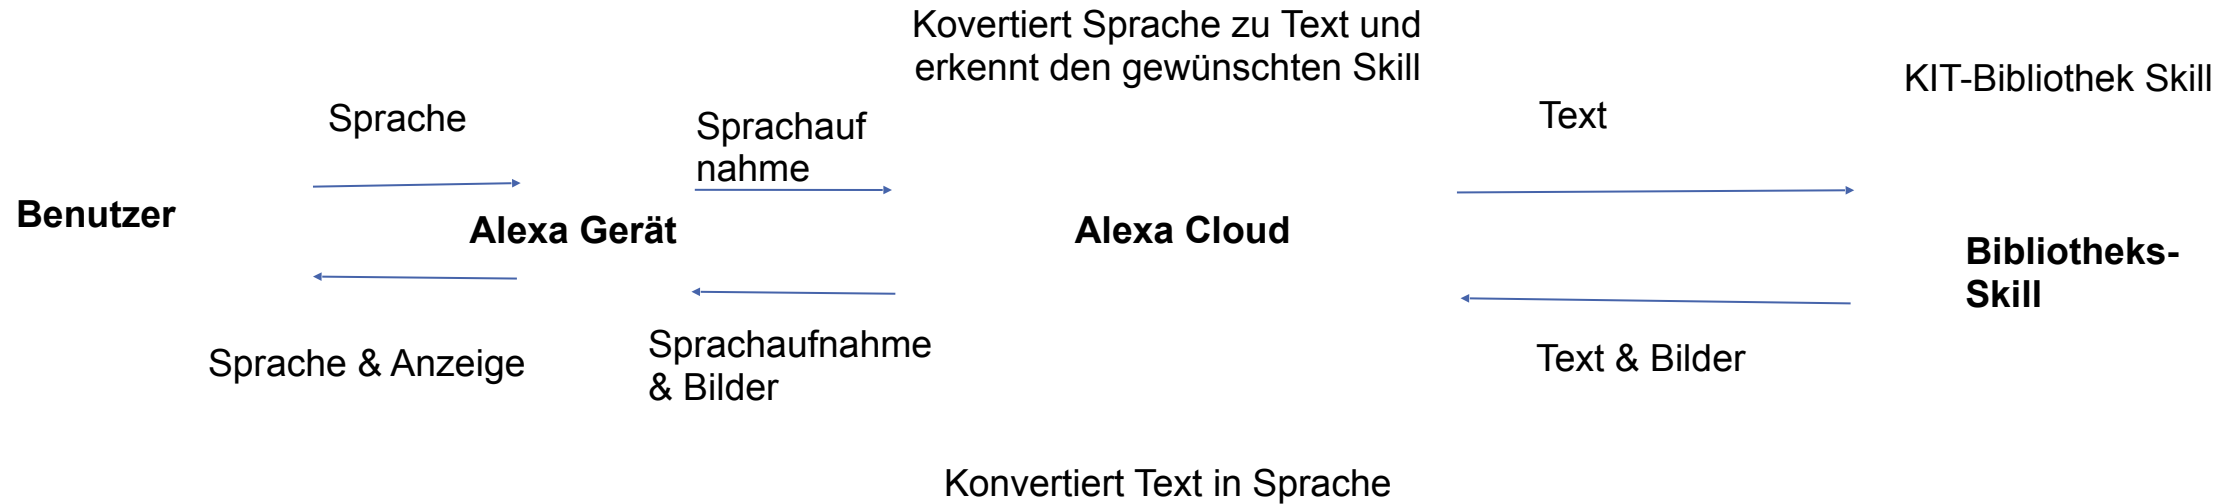 Kovertiert Sprache zu Text und
erkennt den gewünschten Skill
KIT-Bibliothek Skill
Sprache
Sprachauf
nahme
Text
Benutzer
Alexa Gerät
Alexa Cloud
Bibliotheks-
Skill
Sprache & Anzeige
Sprachaufnahme
& Bilder
Text & Bilder
Konvertiert Text in Sprache